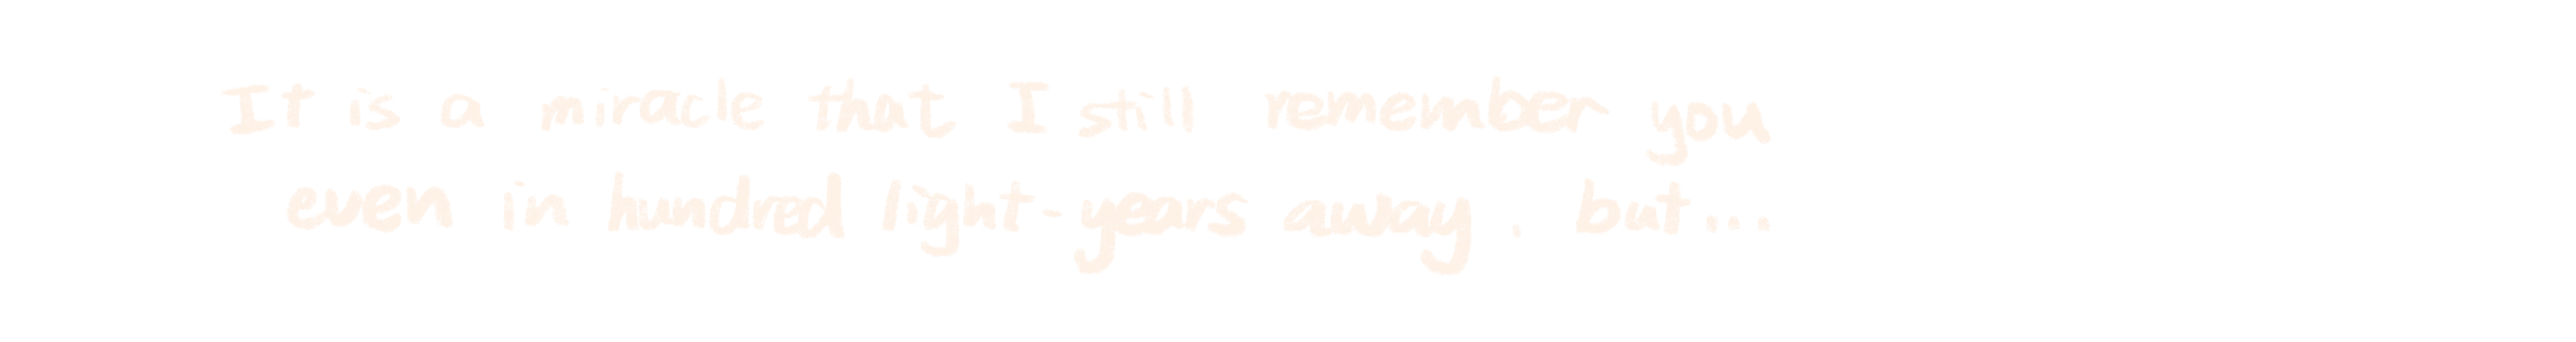 It is a miracle that I still remember you
even in hundred light-years away. but...